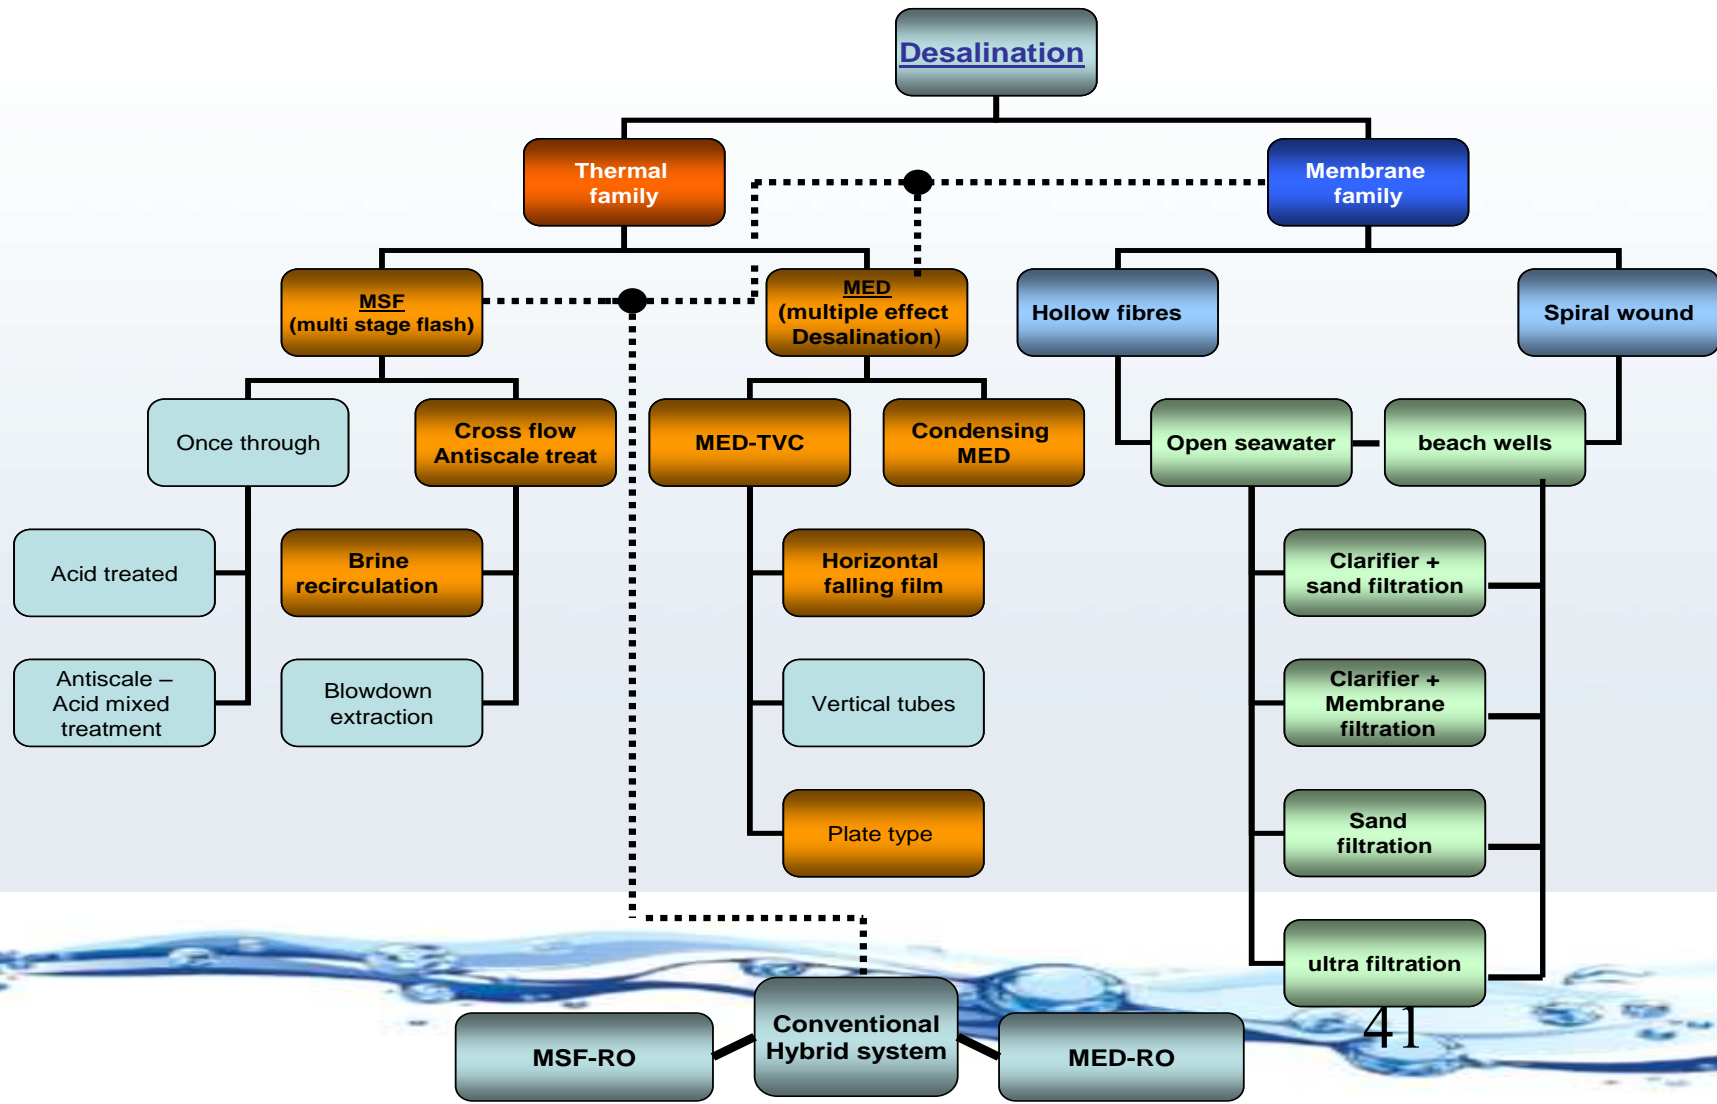 Desalination
Thermal
family
Membrane
family
MSF
(multi stage flash)
MED
(multiple effect
Desalination)
Hollow fibres
Spiral wound
Once through
Cross flow
Antiscale treat
MED-TVC
Condensing
MED
Open seawater
beach wells
Acid treated
Brine
recirculation
Horizontal
falling film
Clarifier +
sand filtration
Antiscale –
Acid mixed
treatment
Blowdown
extraction
Vertical tubes
Clarifier +
Membrane
filtration
Plate type
Sand
filtration
ultra filtration
41
Conventional
Hybrid system
MSF-RO
MED-RO